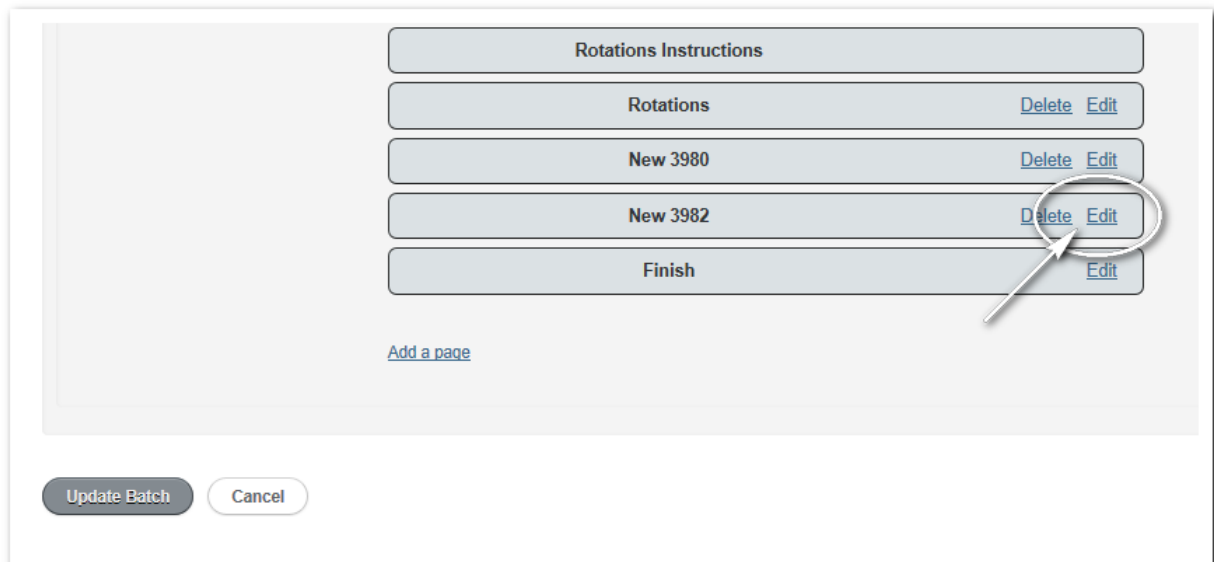 Rotations Instructions
Rotations Delete Edit
New 3980 Delete Edit
New 3982 Delete Edit
Finish Edit
Add a page
Update Batch Cancel